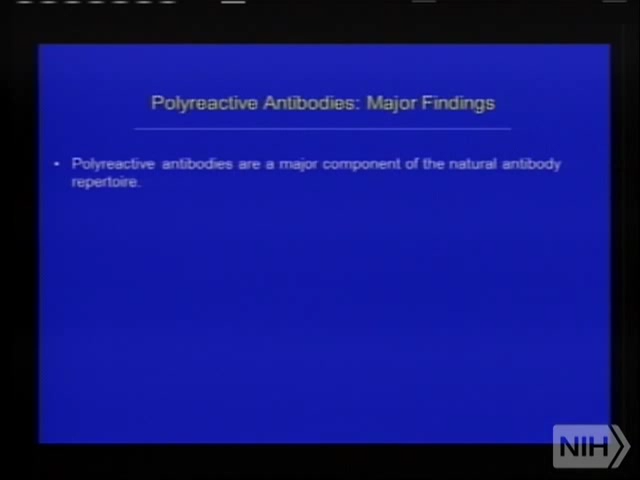 Polyreactive Antibodies: Major Findings
• Polyreactive antibodies are a major component of the natural antibody
repertoire.
NIH